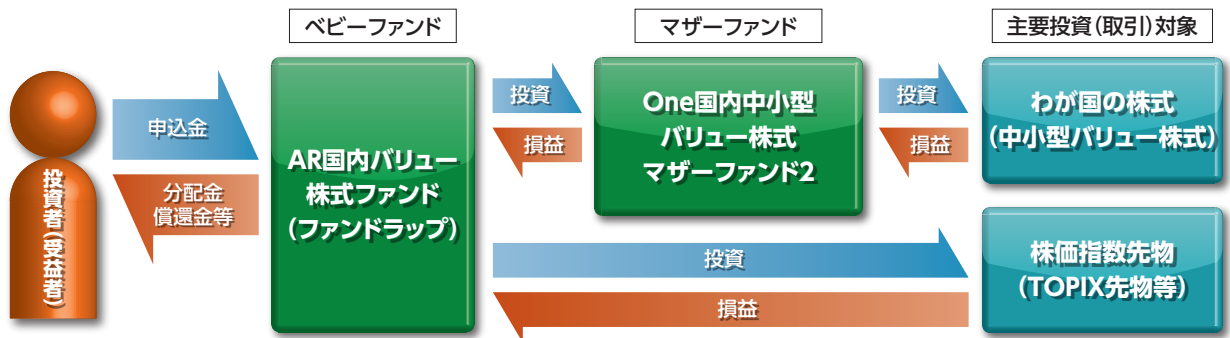 ベビーファンド
マザーファンド
主要投資(取引)対象
投資者(受益者)
申込金
分配金
償還金等
AR国内バリュー
株式ファンド
(ファンドラップ)
投資
損益
One国内中小型
バリュー株式
マザーファンド2
投資
損益
わが国の株式
(中小型バリュー株式)
投資
損益
株価指数先物
(TOPIX先物等)